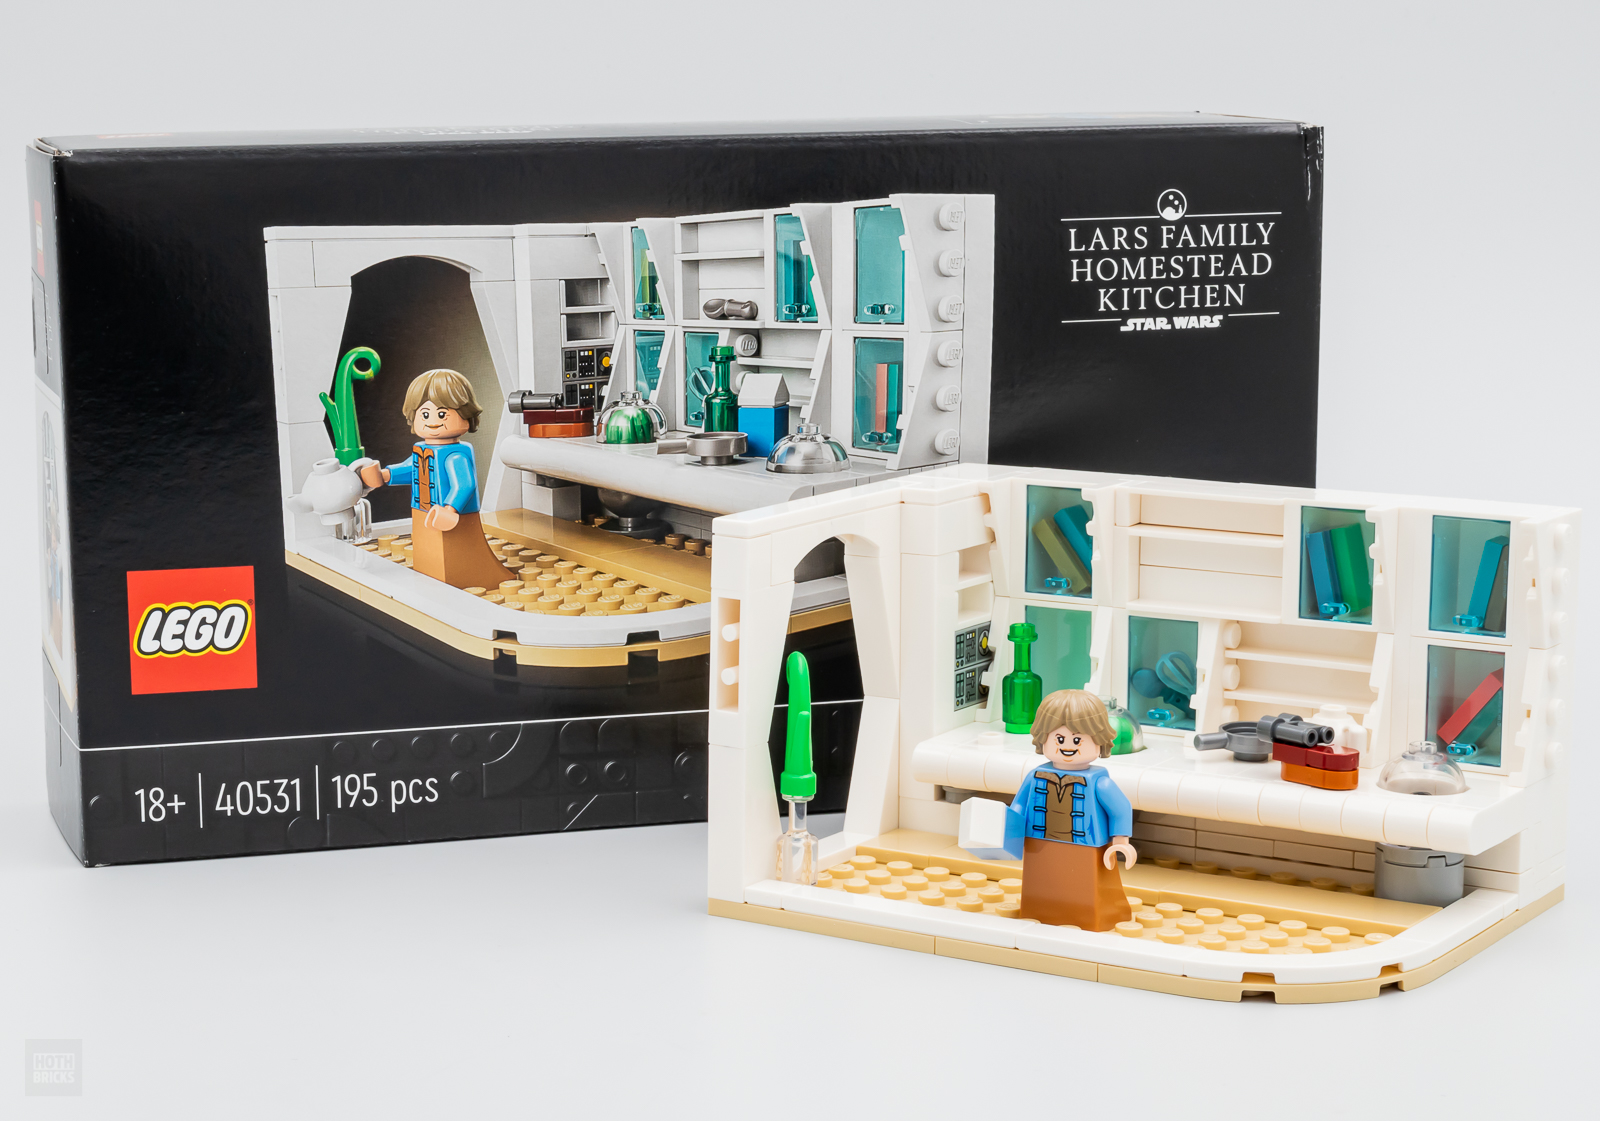 LARS FAMILY
HOMESTEAD
KITCHEN
STAR WARS
LEGO
18+ | 40531 | 195 pcs
HOTH
BRICKS